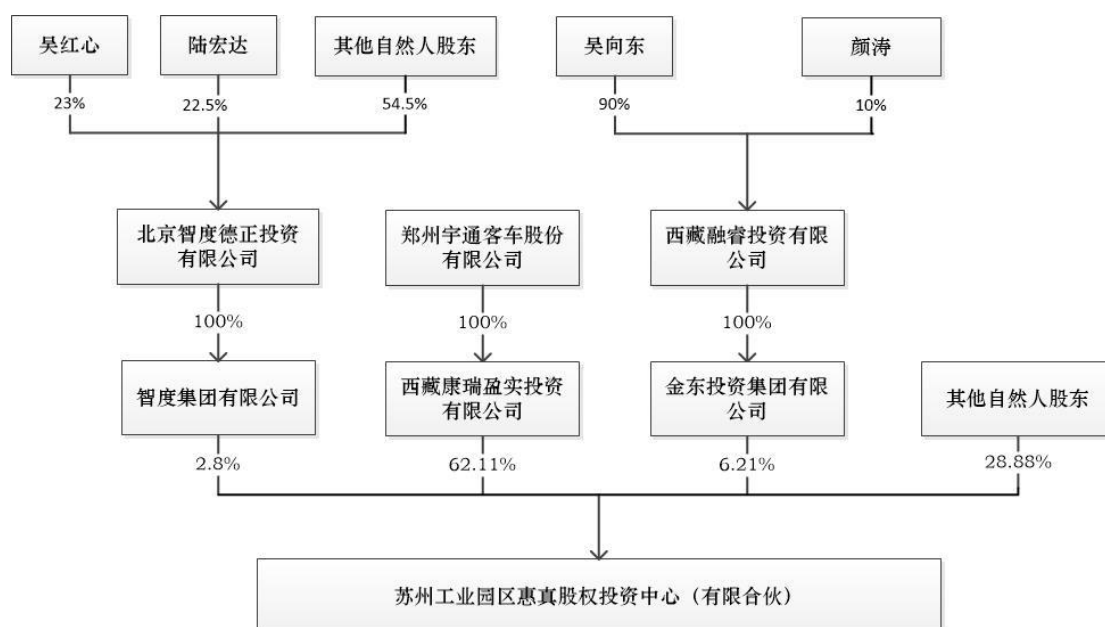 吴红心
陆宏达
其他自然人股东
吴向东
颜涛
23%
22.5%
54.5%
90%
10%
北京智度德正投资
有限公司
郑州宇通客车股份
有限公司
西藏融睿投资有限
公司
100%
100%
100%
智度集团有限公司
西藏康瑞盈实投资
有限公司
金东投资集团有限
公司
其他自然人股东
2.8%
62.11%
6.21%
28.88%
苏州工业园区惠真股权投资中心（有限合伙）